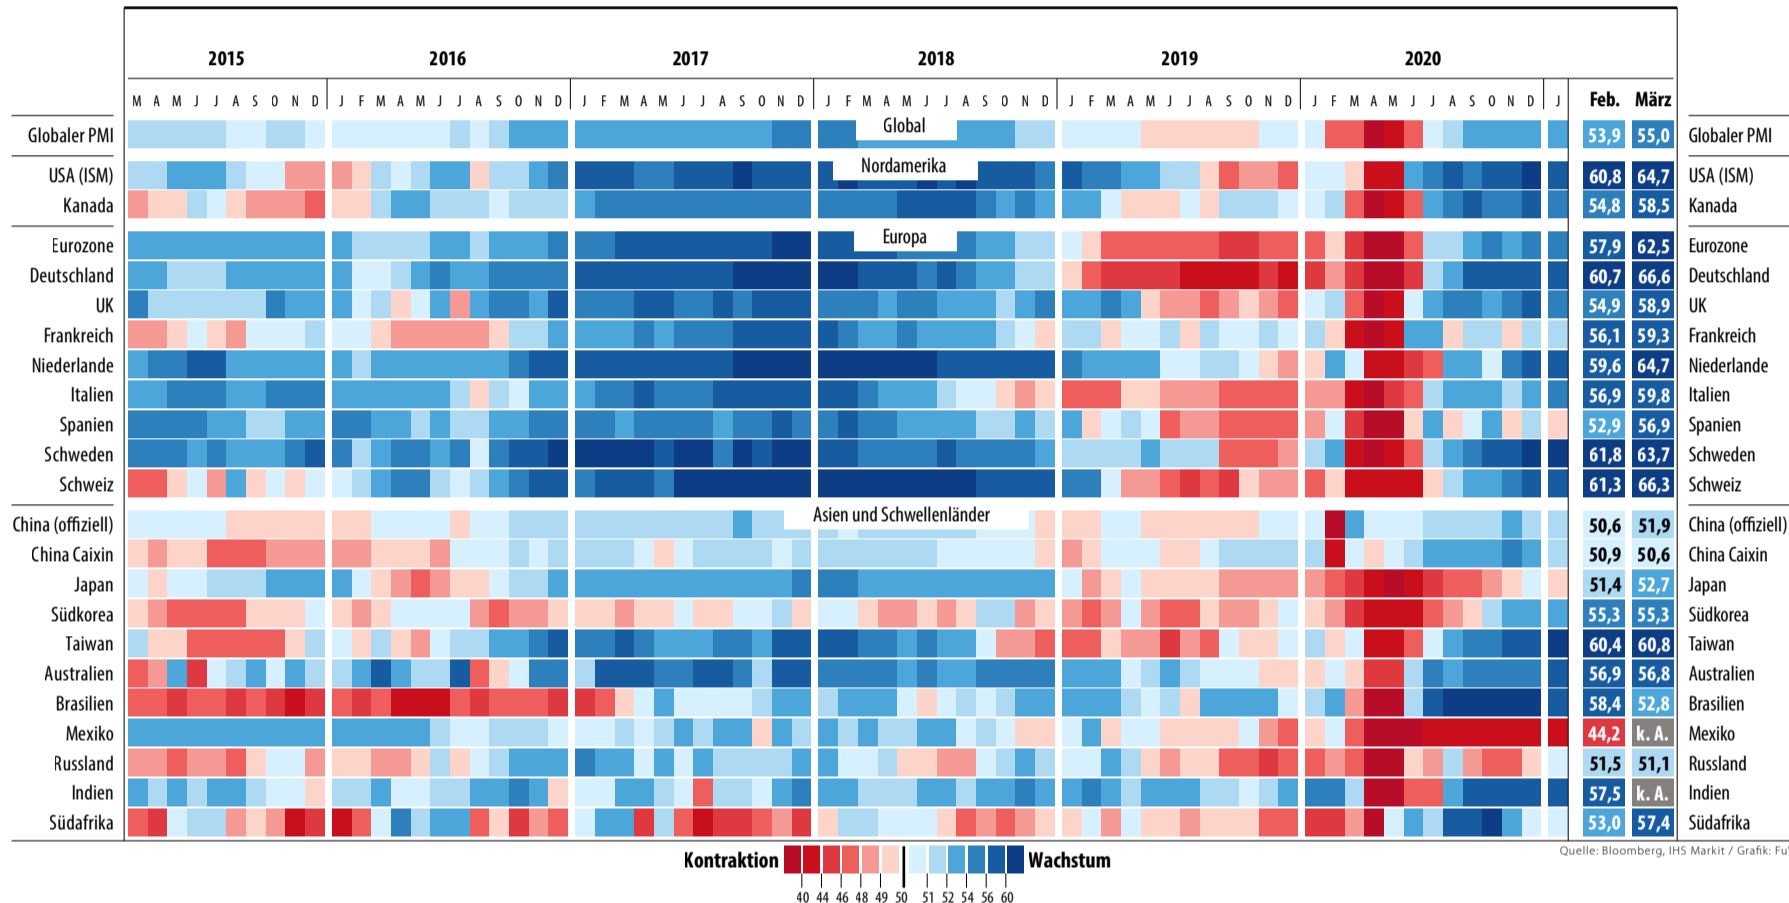 2015 2016 2017 2018 2019 2020
M A M J J A S O N D J F M A M J J A S O N D J F M A M J J A S O N D J F M A M J J A S O N D J F M A M J J A S O N D J F M A M J J A S O N D J Feb. März
Globaler PMI Global 53,9 55,0 Globaler PMI
Nordamerika
USA (ISM) 60,8 64,7 USA (ISM)
Kanada 54,8 58,5 Kanada
Europa
Eurozone 57,9 62,5 Eurozone
Deutschland 60,7 66,6 Deutschland
UK 54,9 58,9 UK
Frankreich 56,1 59,3 Frankreich
Niederlande 59,6 64,7 Niederlande
Italien 56,9 59,8 Italien
Spanien 52,9 56,9 Spanien
Schweden 61,8 63,7 Schweden
Schweiz 61,3 66,3 Schweiz
Asien und Schwellenländer
China (offiziell) 50,6 51,9 China (offiziell)
China Caixin 50,9 50,6 China Caixin
Japan 51,4 52,7 Japan
Südkorea 55,3 55,3 Südkorea
Taiwan 60,4 60,8 Taiwan
Australien 56,9 56,8 Australien
Brasilien 58,4 52,8 Brasilien
Mexiko 44,2 k. A. Mexiko
Russland 51,5 51,1 Russland
Indien 57,5 k. A. Indien
Südafrika 53,0 57,4 Südafrika
Kontraktion Wachstum
40 44 46 48 49 50 51 52 54 56 60
Quelle: Bloomberg, IHS Markit / Grafik: Fu